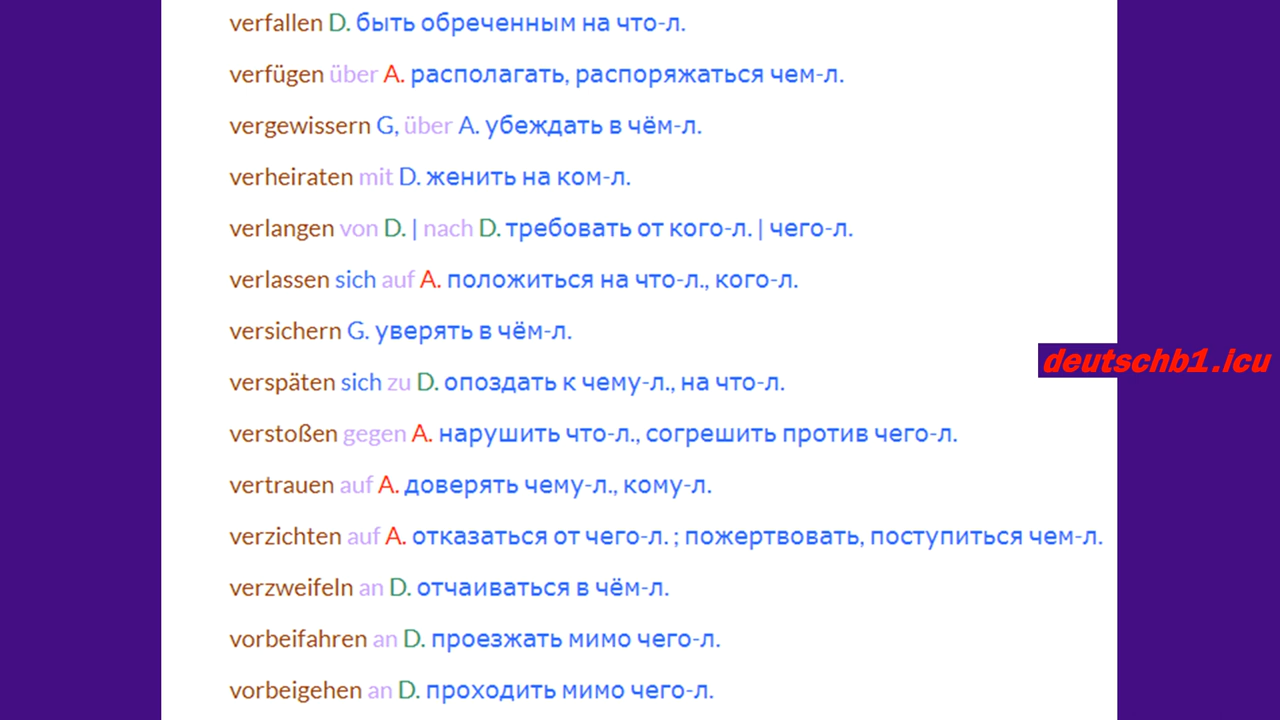 verfallen D. быть обреченным на что-л.
verfügen über A. располагать, распоряжаться чем-л.
vergewissern G, über A. убеждать в чём-л.
verheiraten mit D. женить на ком-л.
verlangen von D. | nach D. требовать от кого-л. | чего-л.
verlassen sich auf A. положиться на что-л., кого-л.
versichern G. уверять в чём-л.
deutschb1.icu
verspäten sich zu D. опоздать к чему-л., на что-л.
verstoßen gegen A. нарушить что-л., согрешить против чего-л.
vertrauen auf A. доверять чему-л., кому-л.
verzichten auf A. отказаться от чего-л. ; пожертвовать, поступиться чем-л.
verzweifeln an D. отчаиваться в чём-л.
vorbeifahren an D. проезжать мимо чего-л.
vorbeigehen an D. проходить мимо чего-л.